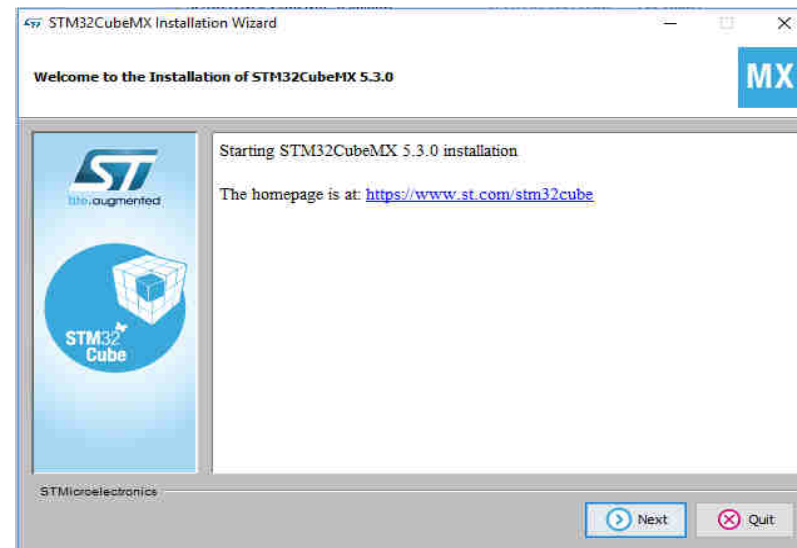 STM32CubeMX Installation Wizard
Welcome to the Installation of STM32CubeMX 5.3.0
MX
ST
life.augmented
STM32
Cube
Starting STM32CubeMX 5.3.0 installation
The homepage is at: https://www.st.com/stm32cube
STMicroelectronics
Next
Quit